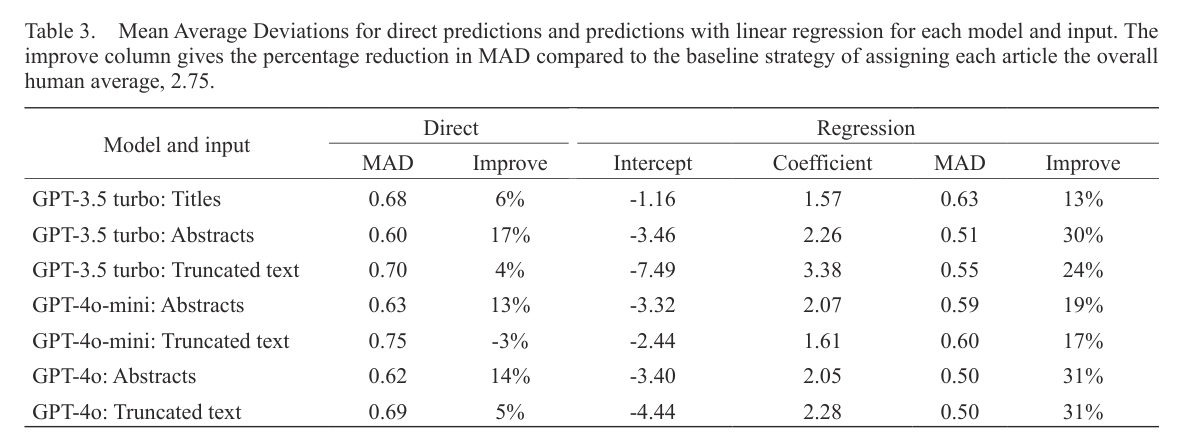 Table 3. Mean Average Deviations for direct predictions and predictions with linear regression for each model and input. The
improve column gives the percentage reduction in MAD compared to the baseline strategy of assigning each article the overall
human average, 2.75.
Model and input Direct Regression
MAD Improve Intercept Coefficient MAD Improve
GPT-3.5 turbo: Titles 0.68 6% -1.16 1.57 0.63 13%
GPT-3.5 turbo: Abstracts 0.60 17% -3.46 2.26 0.51 30%
GPT-3.5 turbo: Truncated text 0.70 4% -7.49 3.38 0.55 24%
GPT-4o-mini: Abstracts 0.63 13% -3.32 2.07 0.59 19%
GPT-4o-mini: Truncated text 0.75 -3% -2.44 1.61 0.60 17%
GPT-4o: Abstracts 0.62 14% -3.40 2.05 0.50 31%
GPT-4o: Truncated text 0.69 5% -4.44 2.28 0.50 31%